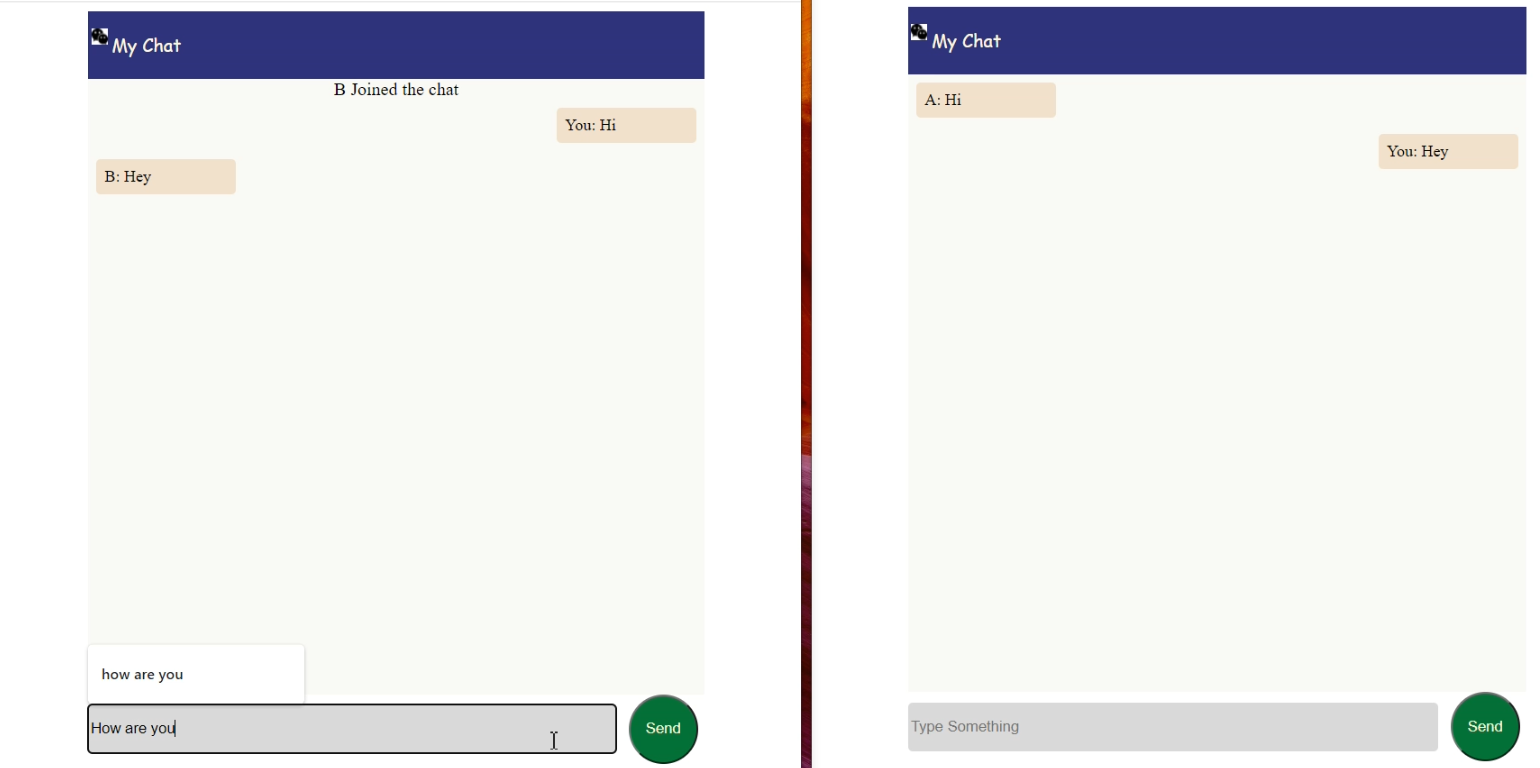 My Chat
B Joined the chat
You: Hi
B: Hey
how are you
How are you
Send
My Chat
A: Hi
You: Hey
Type Something
Send